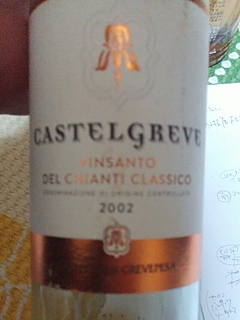 CASTELGREVE
VINSANTO
DEL CHIANTI CLASSICO
DENOMINAZIONE DI ORIGINE CONTROLLATA
2002
GREVEPESA